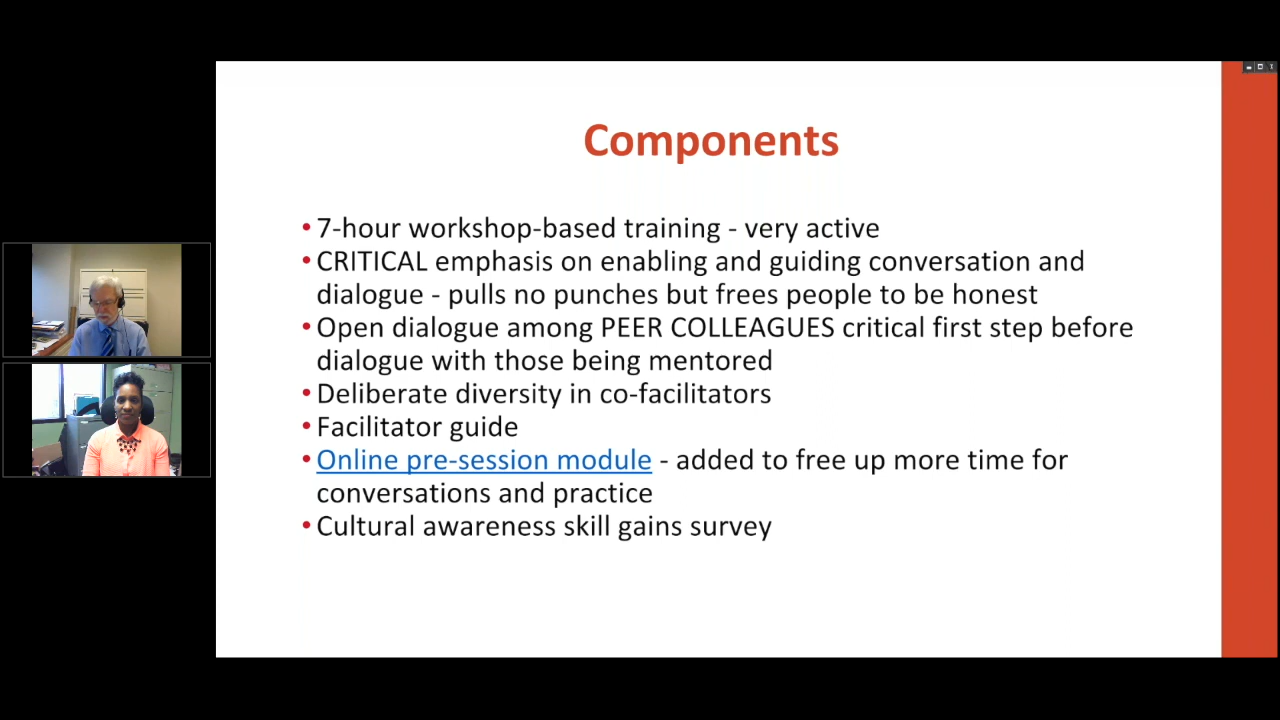 Components
• 7-hour workshop-based training - very active
• CRITICAL emphasis on enabling and guiding conversation and
dialogue - pulls no punches but frees people to be honest
• Open dialogue among PEER COLLEAGUES critical first step before
dialogue with those being mentored
• Deliberate diversity in co-facilitators
• Facilitator guide
• Online pre-session module - added to free up more time for
conversations and practice
• Cultural awareness skill gains survey